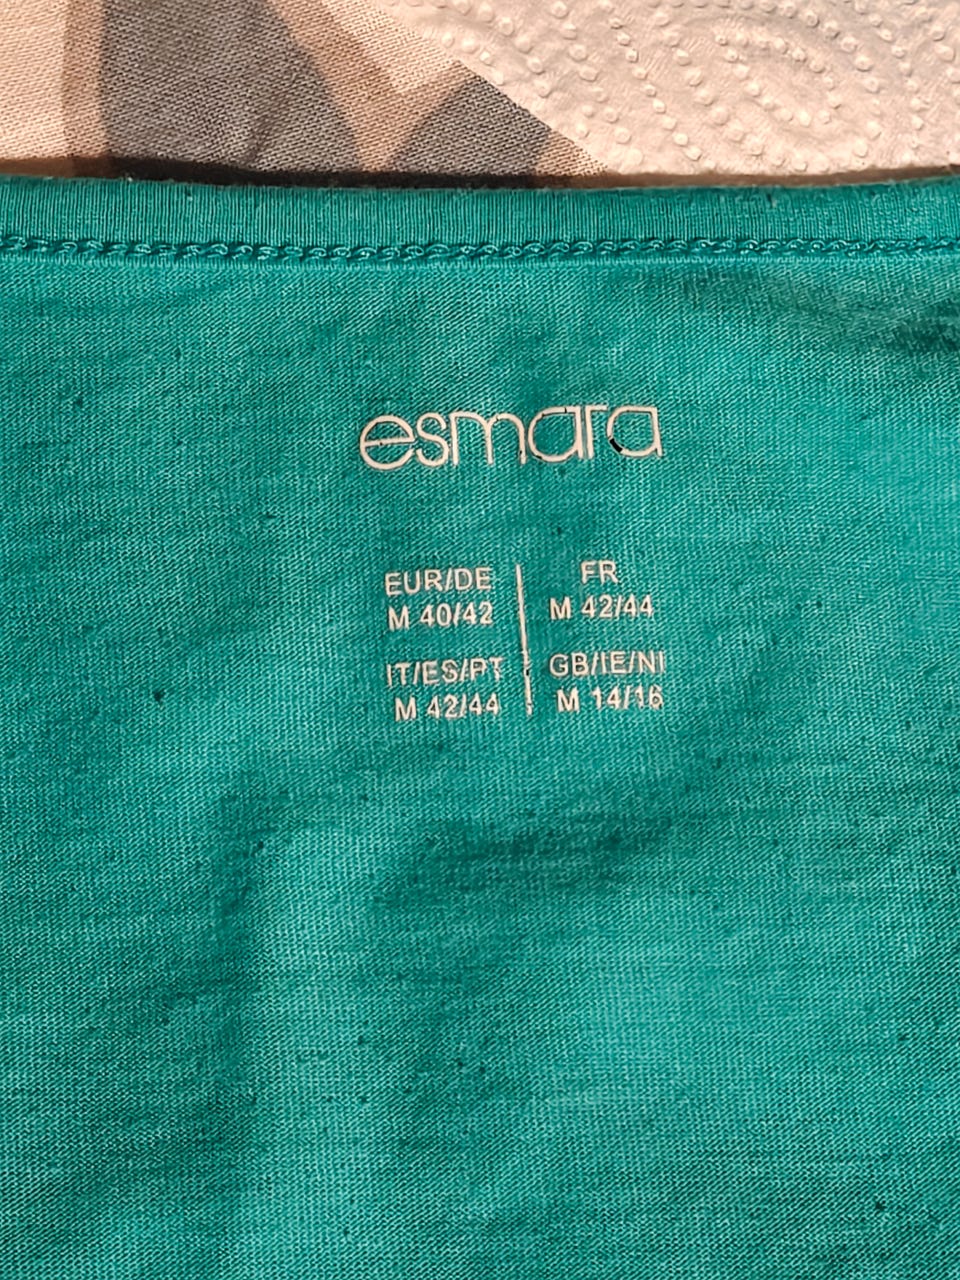 esmara
EUR/DE
M 40/42
FR
M 42/44
IT/ES/PT
M 42/44
GB/IE/NI
M 14/16